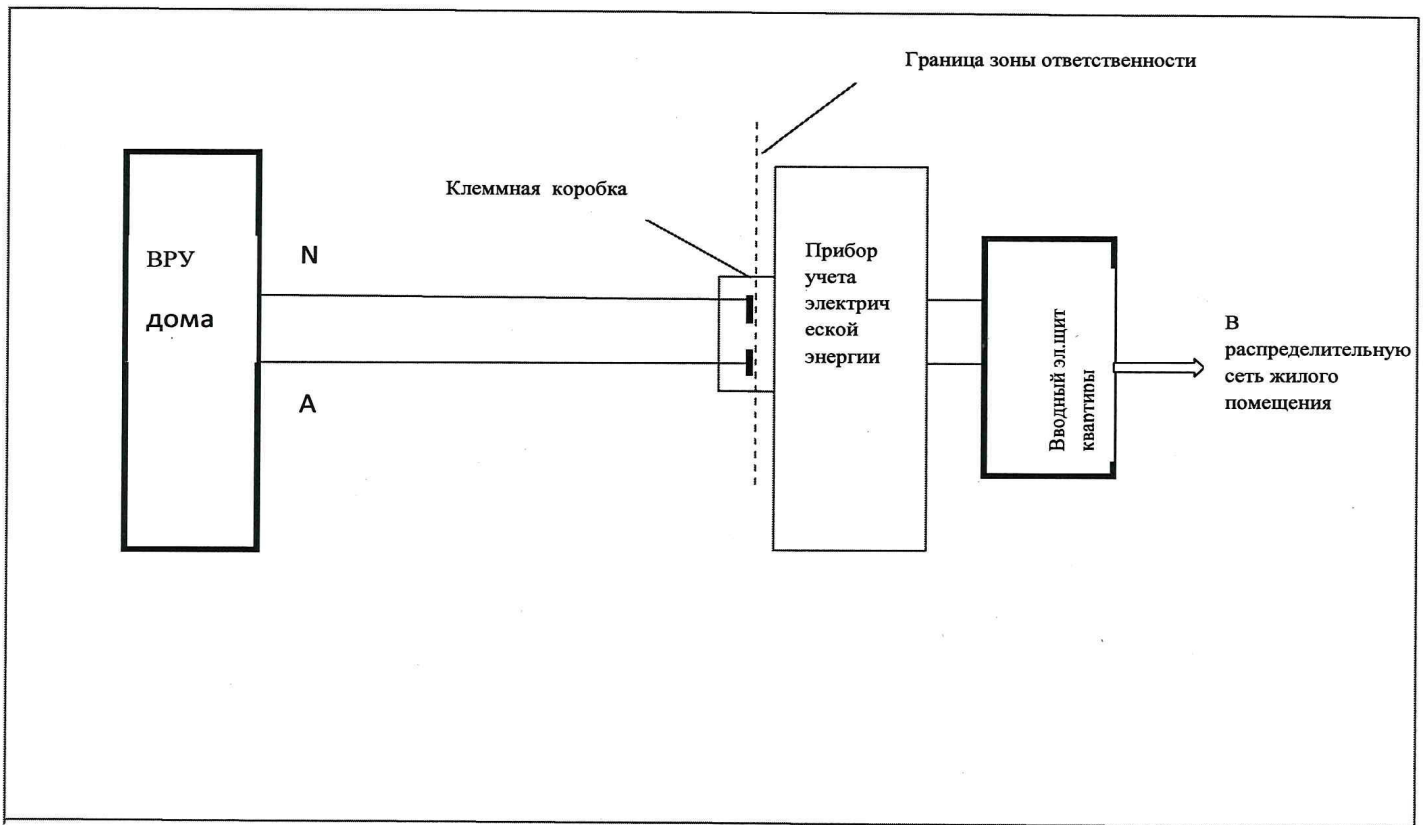 Граница зоны ответственности
Клеммная коробка
ВРУ
дома
N
A
Прибор
учета
электрич
еской
энергии
Вводный эл.щит
квартиры
В
распределительную
сеть жилого
помещения